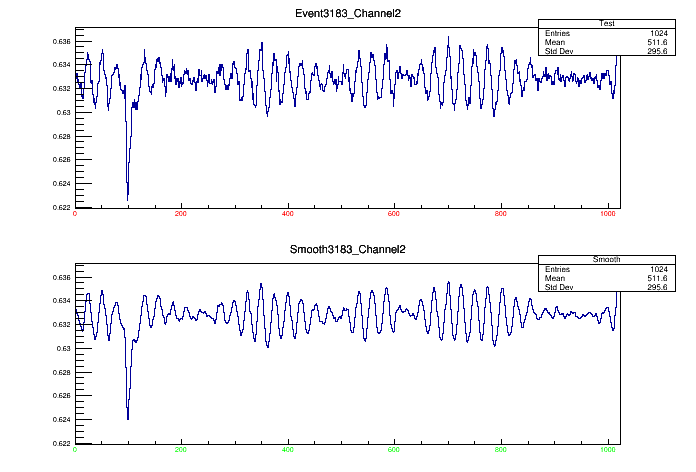 Event3183_Channel2
Test
Entries 1024
Mean 511.6
Std Dev 295.6
0.636
0.634
0.632
0.63
0.628
0.626
0.624
0.622
0 200 400 600 800 1000
Smooth3183_Channel2
Smooth
Entries 1024
Mean 511.6
Std Dev 295.6
0.636
0.634
0.632
0.63
0.628
0.626
0.624
0.622
0 200 400 600 800 1000